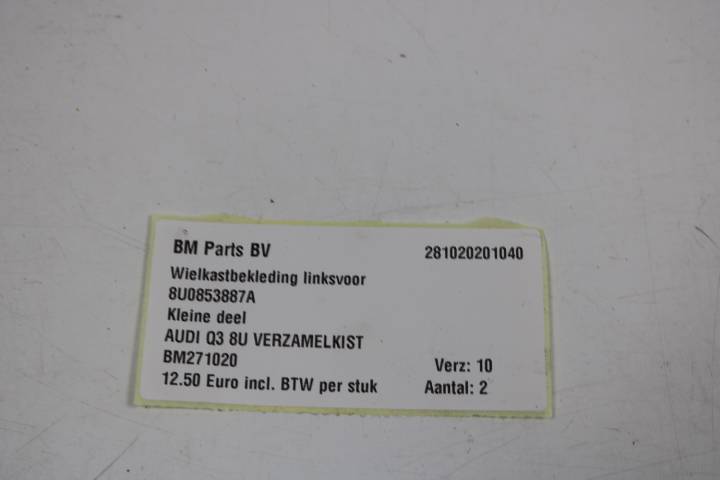 BM Parts BV 281020201040
Wielkastbekleding linksvoor
8U0853887A
Kleine deel
AUDI Q3 8U VERZAMELKIST
BM271020 Verz: 10
12.50 Euro incl. BTW per stuk Aantal: 2